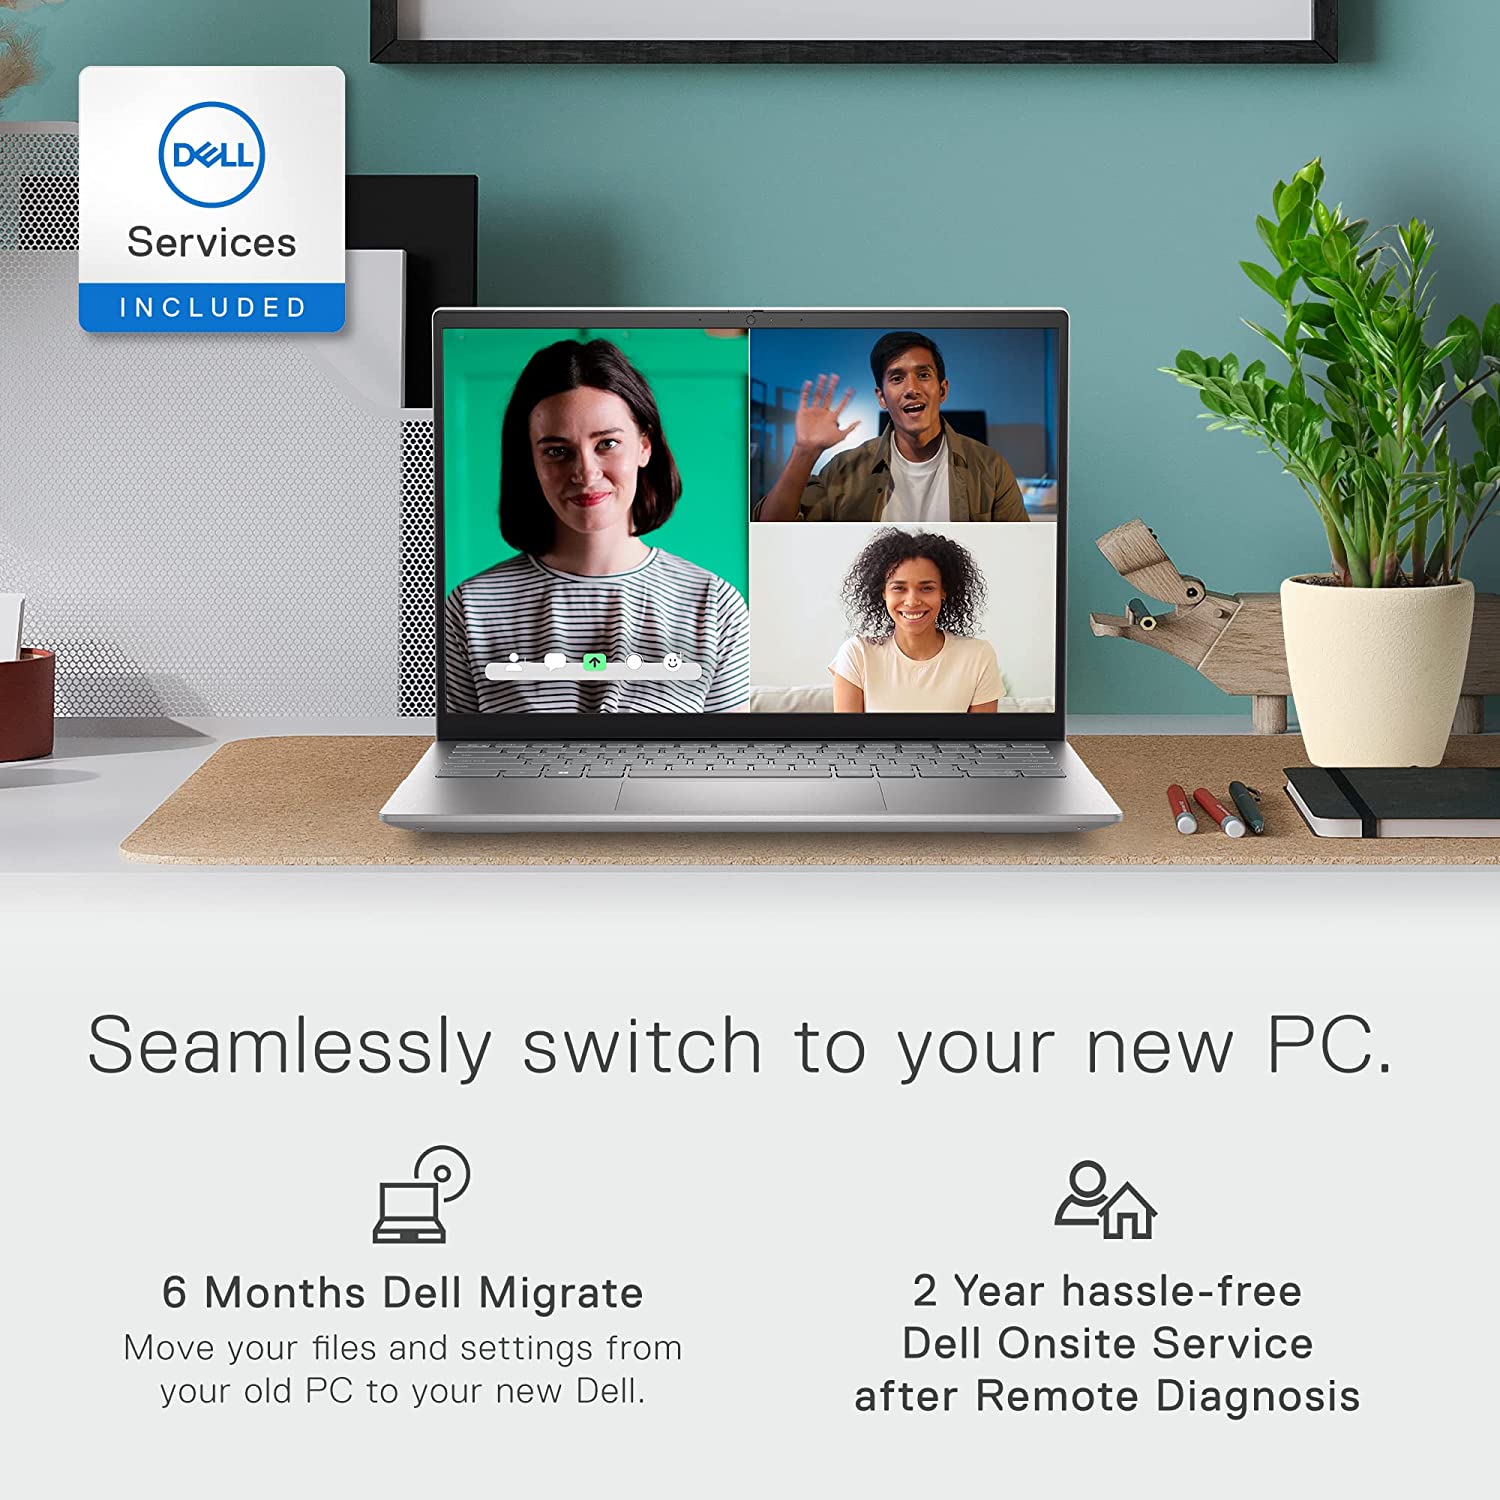 DELL
Services
INCLUDED
Seamlessly switch to your new PC.
6 Months Dell Migrate
Move your files and settings from
your old PC to your new Dell.
2 Year hassle-free
Dell Onsite Service
after Remote Diagnosis